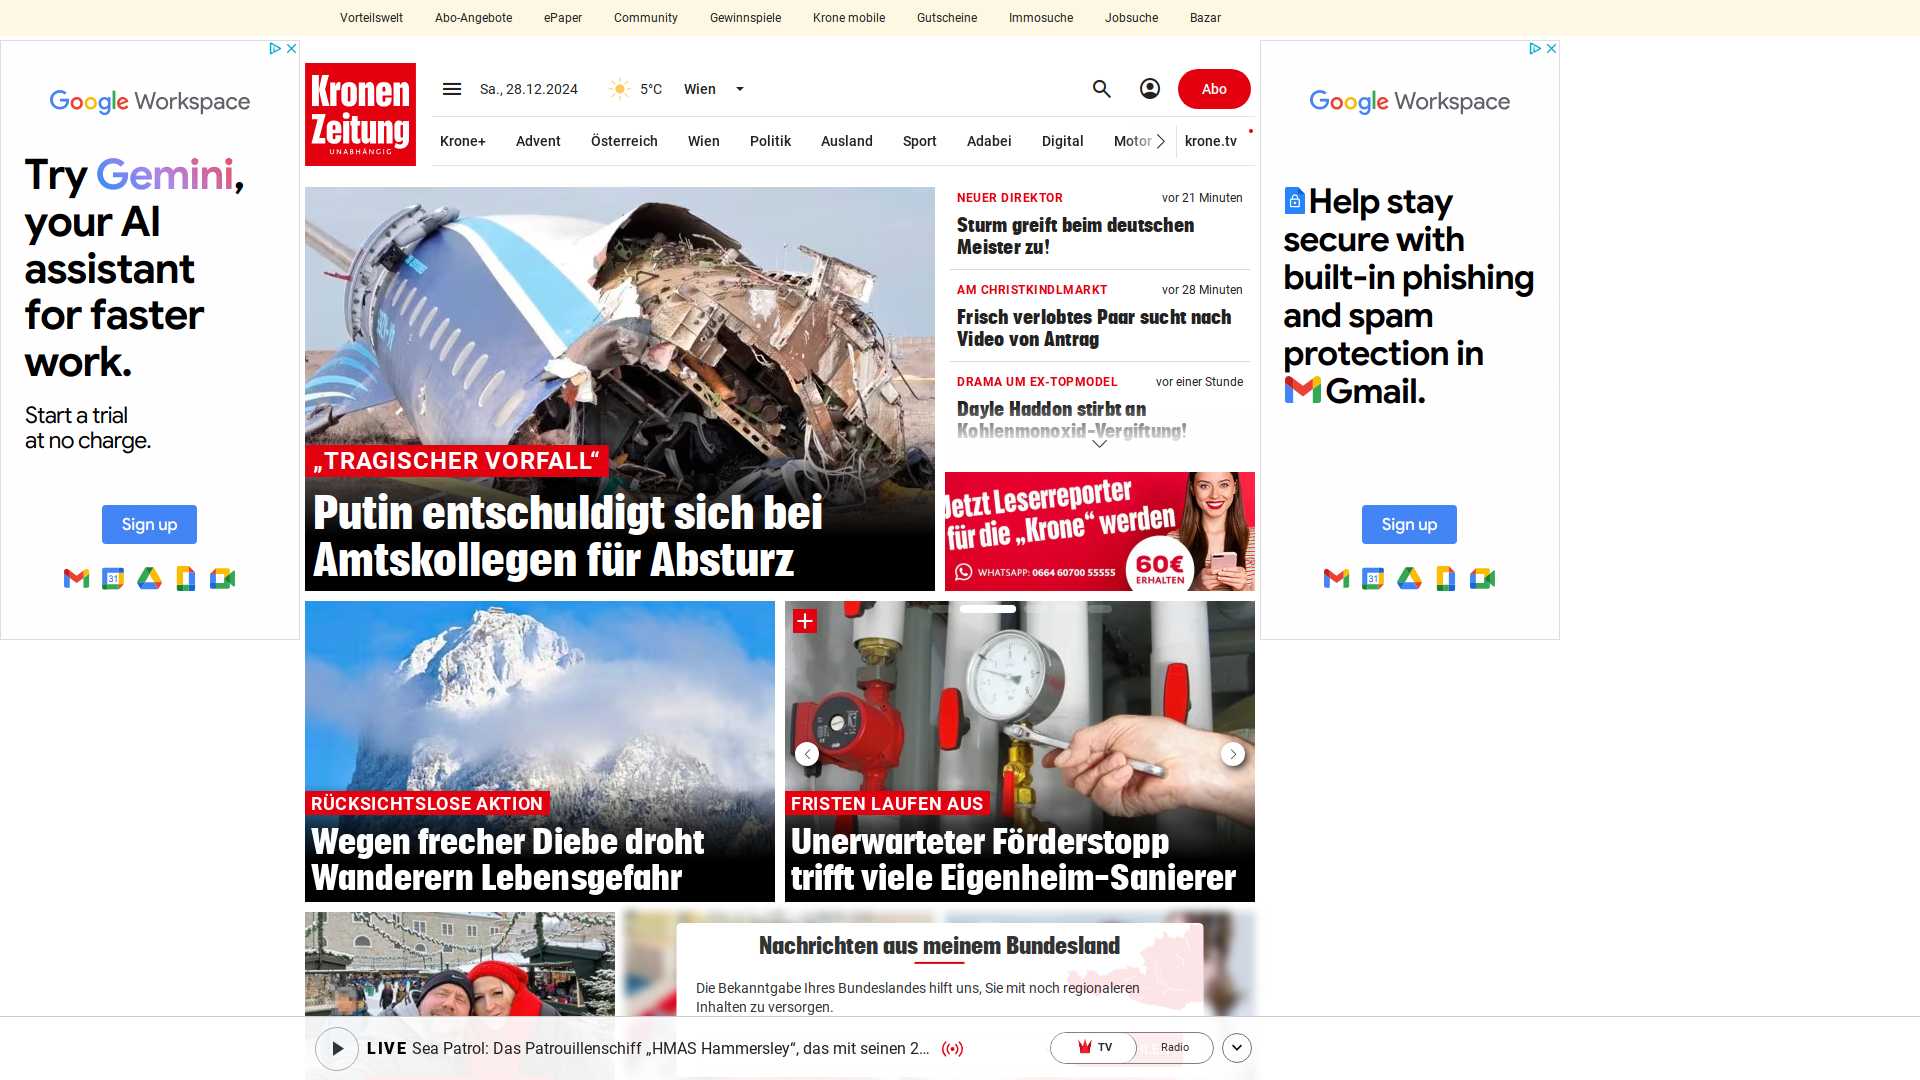 Vorteilswelt Abo-Angebote ePaper Community Gewinnspiele Krone mobile Gutscheine Immosuche Jobsuche Bazar
Google Workspace
Try Gemini,
your AI
assistant
for faster
work.
Start a trial
at no charge.
Sign up
31
Kronen
Zeitung
UNABHÄNGIG
Sa., 28.12.2024 5°C Wien
Abo
Krone+ Advent Österreich Wien Politik Ausland Sport Adabei Digital Motor krone.tv
„TRAGISCHER VORFALL“
Putin entschuldigt sich bei
Amtskollegen für Absturz
NEUER DIREKTOR vor 21 Minuten
Sturm greift beim deutschen
Meister zu!
AM CHRISTKINDLMARKT vor 28 Minuten
Frisch verlobtes Paar sucht nach
Video von Antrag
DRAMA UM EX-TOPMODEL vor einer Stunde
Dayle Haddon stirbt an
Kohlenmonoxid-Vergiftung!
Jetzt Leserreporter
für die „Krone“ werden
WHATSAPP: 0664 60700 55555
60€
ERHALTEN
RÜCKSICHTSLOSE AKTION
Wegen frecher Diebe droht
Wanderern Lebensgefahr
FRISTEN LAUFEN AUS
Unerwarteter Förderstopp
trifft viele Eigenheim-Sanierer
Nachrichten aus meinem Bundesland
Die Bekanntgabe Ihres Bundeslandes hilft uns, Sie mit noch regionaleren
Inhalten zu versorgen.
LIVE Sea Patrol: Das Patrouillenschiff „HMAS Hammersley“, das mit seinen 2...
TV Radio
Google Workspace
Help stay
secure with
built-in phishing
and spam
protection in
Gmail.
Sign up
31